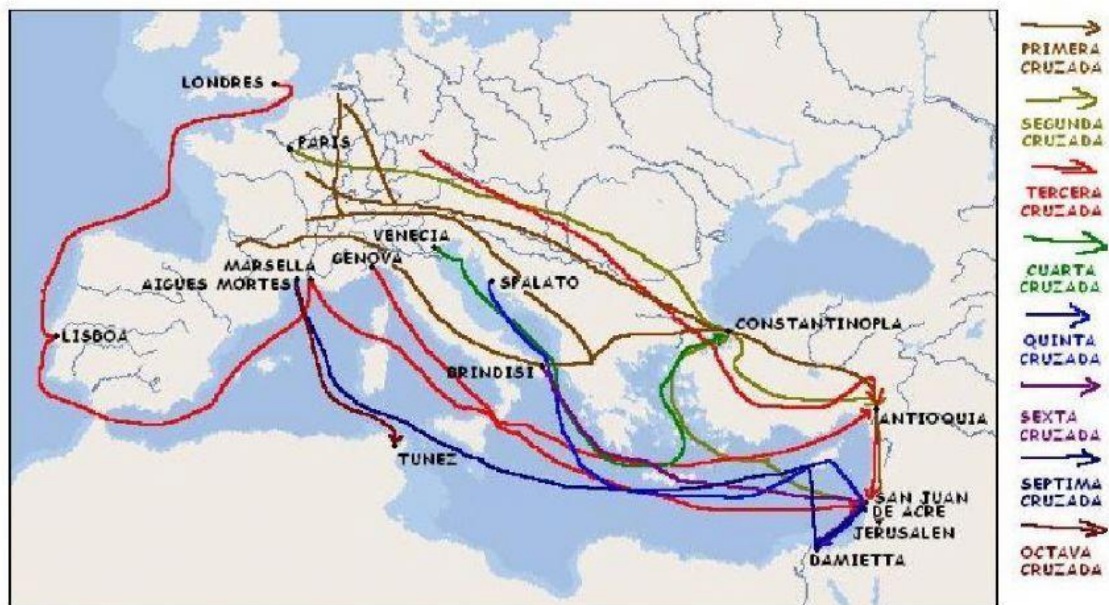 LONDRES
PARIS
VENECIA
GENOVA
MARSELLA
AIGUES MORTES
SPALATO
LISBOA
CONSTANTINOPLA
BRINDISI
ANTIOQUIA
TUNEZ
SAN JUAN
DE ACRE
JERUSALEN
DAMIETTA
PRIMERA
CRUZADA
SEGUNDA
CRUZADA
TERCERA
CRUZADA
CUARTA
CRUZADA
QUINTA
CRUZADA
SEXTA
CRUZADA
SEPTIMA
CRUZADA
OCTAVA
CRUZADA